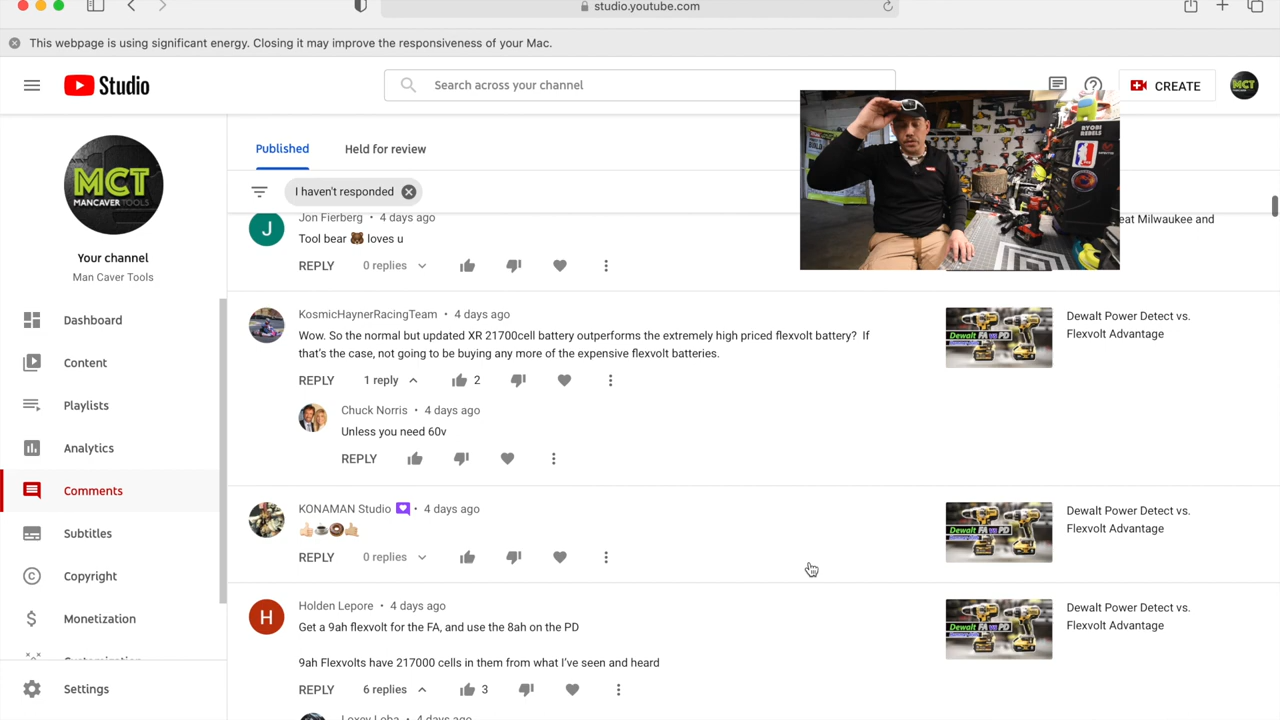 studio.youtube.com
This webpage is using significant energy. Closing it may improve the responsiveness of your Mac.
Studio
Search across your channel
CREATE
MCT
MCT
MANCAVERTOOLS
Your channel
Man Caver Tools
Dashboard
Content
Playlists
Analytics
Comments
Subtitles
Copyright
Monetization
Customization
Settings
Published
Held for review
I haven't responded
RYOBI
REBELS
Jon Fierberg • 4 days ago
Tool bear 🐻 loves u
REPLY 0 replies
eat Milwaukee and
KosmicHaynerRacingTeam • 4 days ago
Wow. So the normal but updated XR 21700cell battery outperforms the extremely high priced flexvolt battery? If
that's the case, not going to be buying any more of the expensive flexvolt batteries.
REPLY 1 reply 2
Dewalt Power Detect vs.
Flexvolt Advantage
Chuck Norris • 4 days ago
Unless you need 60v
REPLY
KONAMAN Studio • 4 days ago
👍🏻☕🍩🤙🏼
REPLY 0 replies
Dewalt Power Detect vs.
Flexvolt Advantage
Holden Lepore • 4 days ago
Get a 9ah flexvolt for the FA, and use the 8ah on the PD
9ah Flexvolts have 217000 cells in them from what I've seen and heard
REPLY 6 replies 3
Dewalt Power Detect vs.
Flexvolt Advantage
4 days ago